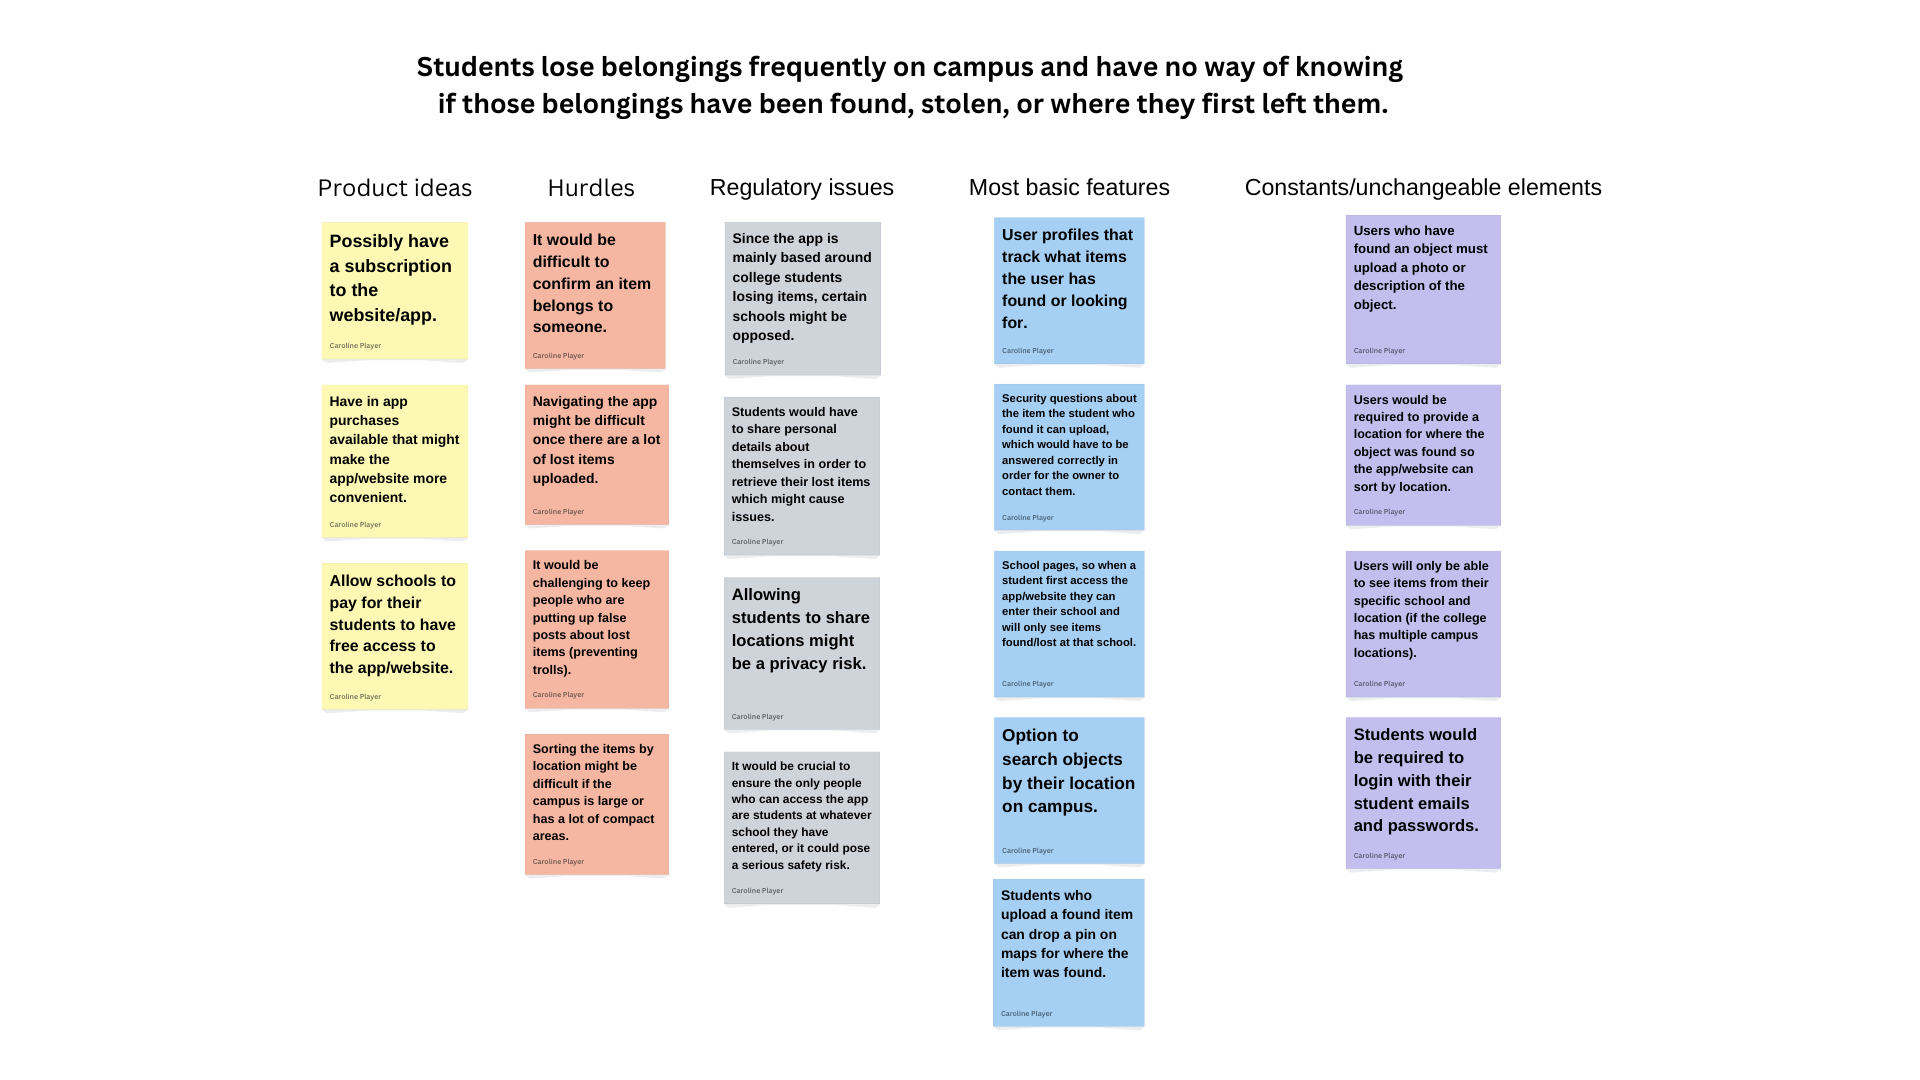 Students lose belongings frequently on campus and have no way of knowing
if those belongings have been found, stolen, or where they first left them.
Product ideas
Possibly have
a subscription
to the
website/app.
Caroline Player
Have in app
purchases
available that might
make the
app/website more
convenient.
Caroline Player
Allow schools to
pay for their
students to have
free access to
the app/website.
Caroline Player
Hurdles
It would be
difficult to
confirm an item
belongs to
someone.
Caroline Player
Navigating the app
might be difficult
once there are a lot
of lost items
uploaded.
Caroline Player
It would be
challenging to keep
people who are
putting up false
posts about lost
items (preventing
trolls).
Caroline Player
Sorting the items by
location might be
difficult if the
campus is large or
has a lot of compact
areas.
Caroline Player
Regulatory issues
Since the app is
mainly based around
college students
losing items, certain
schools might be
opposed.
Caroline Player
Students would have
to share personal
details about
themselves in order to
retrieve their lost items
which might cause
issues.
Caroline Player
Allowing
students to share
locations might
be a privacy risk.
Caroline Player
It would be crucial to
ensure the only people
who can access the app
are students at whatever
school they have
entered, or it could pose
a serious safety risk.
Caroline Player
Most basic features
User profiles that
track what items
the user has
found or looking
for.
Caroline Player
Security questions about
the item the student who
found it can upload,
which would have to be
answered correctly in
order for the owner to
contact them.
Caroline Player
School pages, so when a
student first access the
app/website they can
enter their school and
will only see items
found/lost at that school.
Caroline Player
Option to
search objects
by their location
on campus.
Caroline Player
Students who
upload a found item
can drop a pin on
maps for where the
item was found.
Caroline Player
Constants/unchangeable elements
Users who have
found an object must
upload a photo or
description of the
object.
Caroline Player
Users would be
required to provide a
location for where the
object was found so
the app/website can
sort by location.
Caroline Player
Users will only be able
to see items from their
specific school and
location (if the college
has multiple campus
locations).
Caroline Player
Students would
be required to
login with their
student emails
and passwords.
Caroline Player